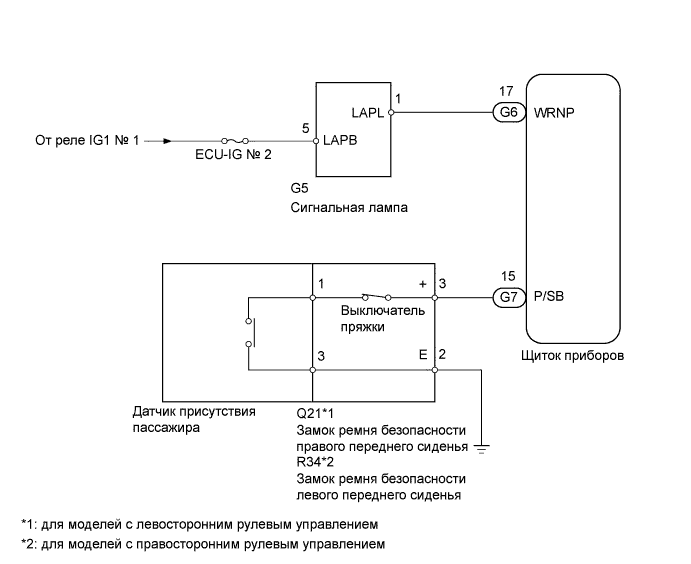 17
1
LAPL
G6
WRNP
5
От реле IG1 № 1
LAPB
ECU-IG № 2
G5
Сигнальная лампа
15
1
+
3
G7
P/SB
Выключатель
пряжки
3
E
2
Щиток приборов
Датчик присутствия
пассажира
Q21*1
Замок ремня безопасности
правого переднего сиденья
R34*2
Замок ремня безопасности
левого переднего сиденья
*1: для моделей с левосторонним рулевым управлением
*2: для моделей с правосторонним рулевым управлением